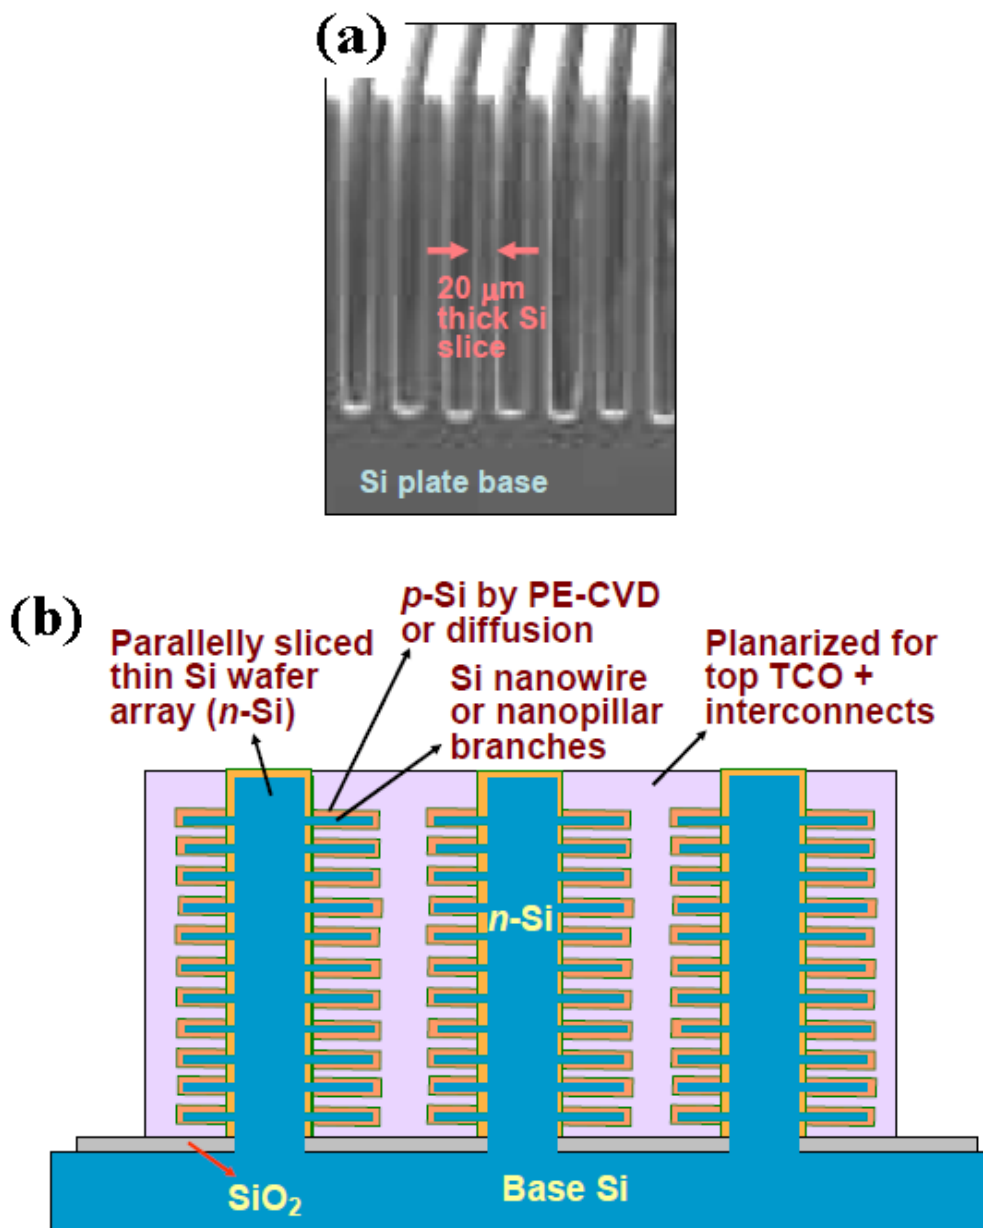 (a)
20 μm
thick Si
slice
Si plate base
(b)
p-Si by PE-CVD
or diffusion
Parallelly sliced
thin Si wafer
array (n-Si)
Si nanowire
or nanopillar
branches
Planarized for
top TCO +
interconnects
n-Si
SiO₂
Base Si